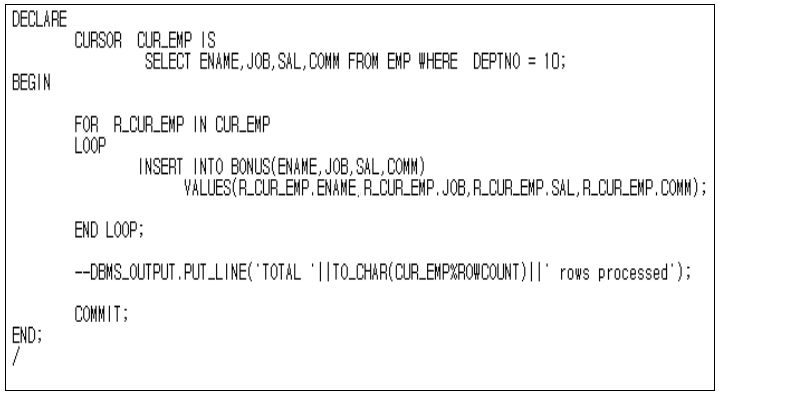 DECLARE
CURSOR CUR_EMP IS
SELECT ENAME,JOB,SAL,COMM FROM EMP WHERE DEPTNO = 10;
BEGIN
FOR R_CUR_EMP IN CUR_EMP
LOOP
INSERT INTO BONUS(ENAME,JOB,SAL,COMM)
VALUES(R_CUR_EMP.ENAME,R_CUR_EMP.JOB,R_CUR_EMP.SAL,R_CUR_EMP.COMM);
END LOOP;
--DBMS_OUTPUT.PUT_LINE('TOTAL '||TO_CHAR(CUR_EMP%ROWCOUNT)||' rows processed');
COMMIT;
END;
/